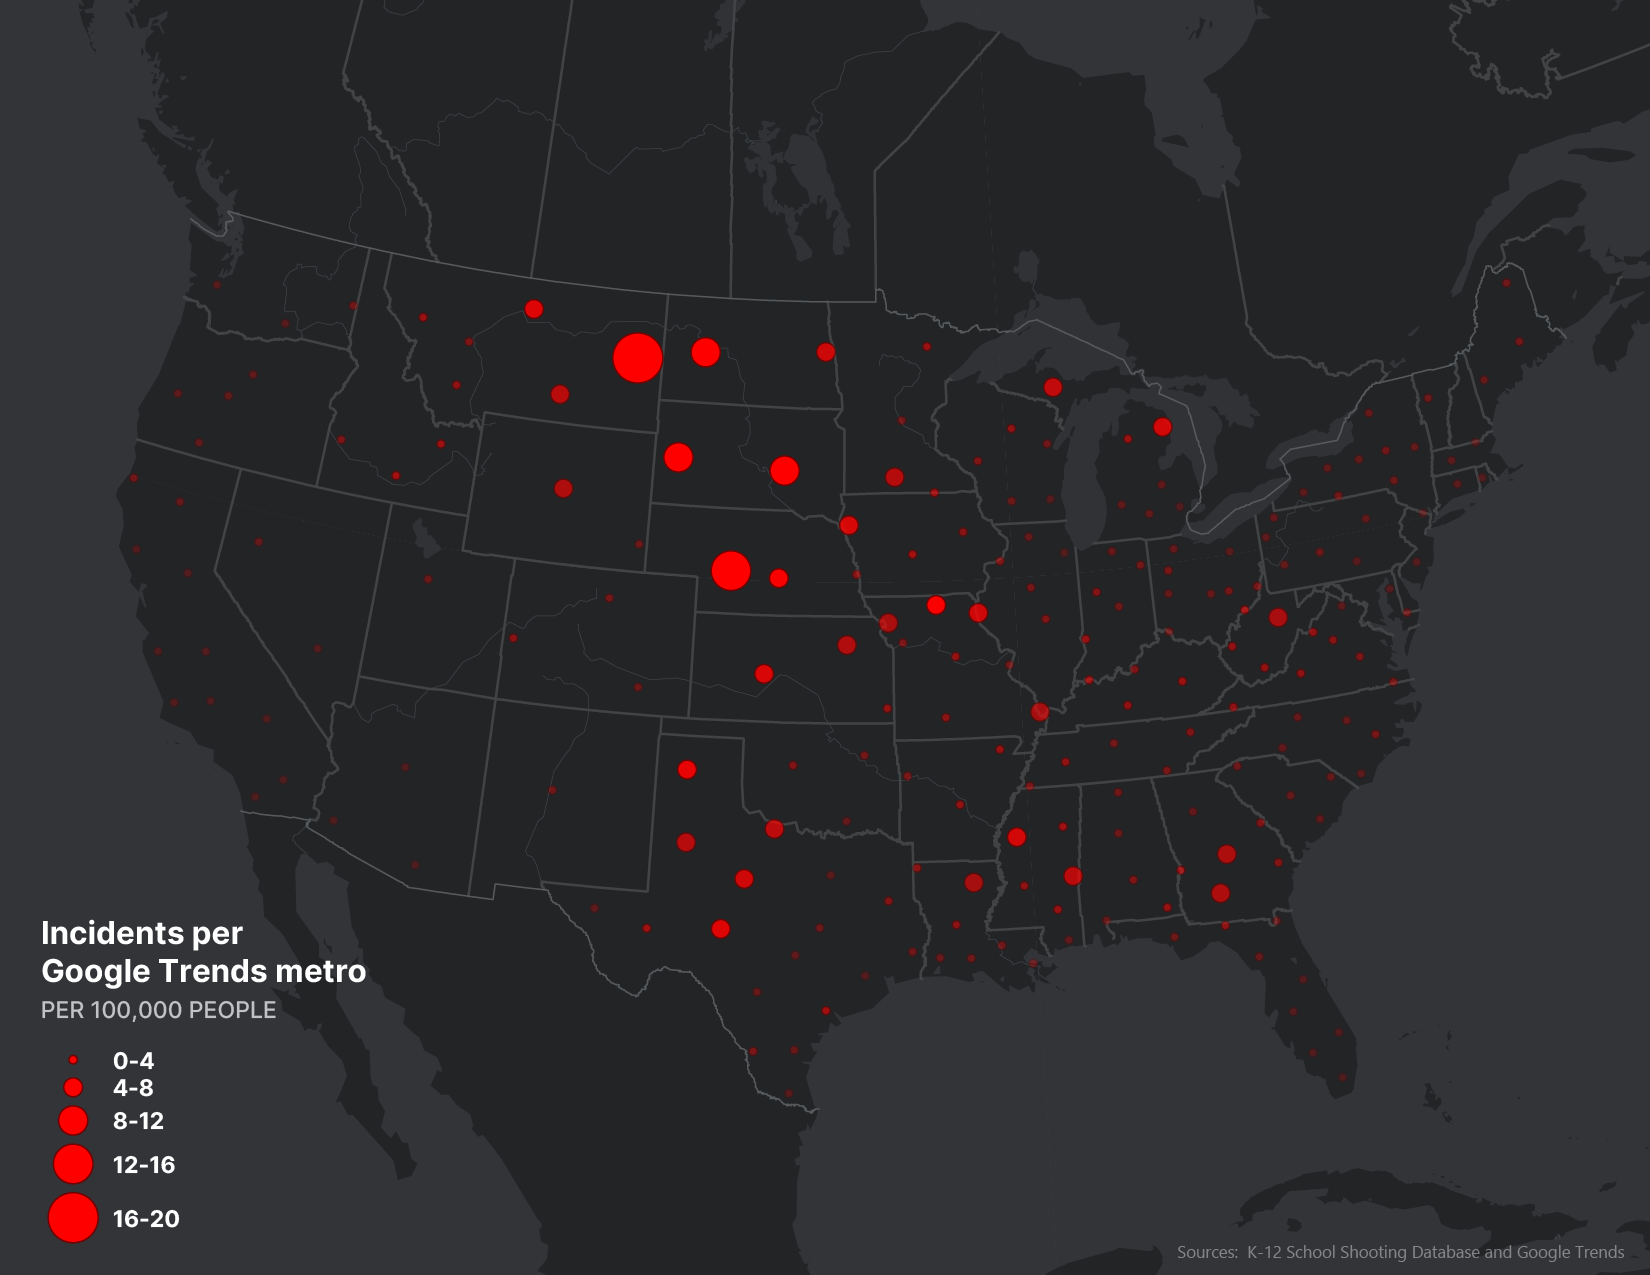 Incidents per
Google Trends metro
PER 100,000 PEOPLE
0-4
4-8
8-12
12-16
16-20
Sources:  K-12 School Shooting Database and Google Trends